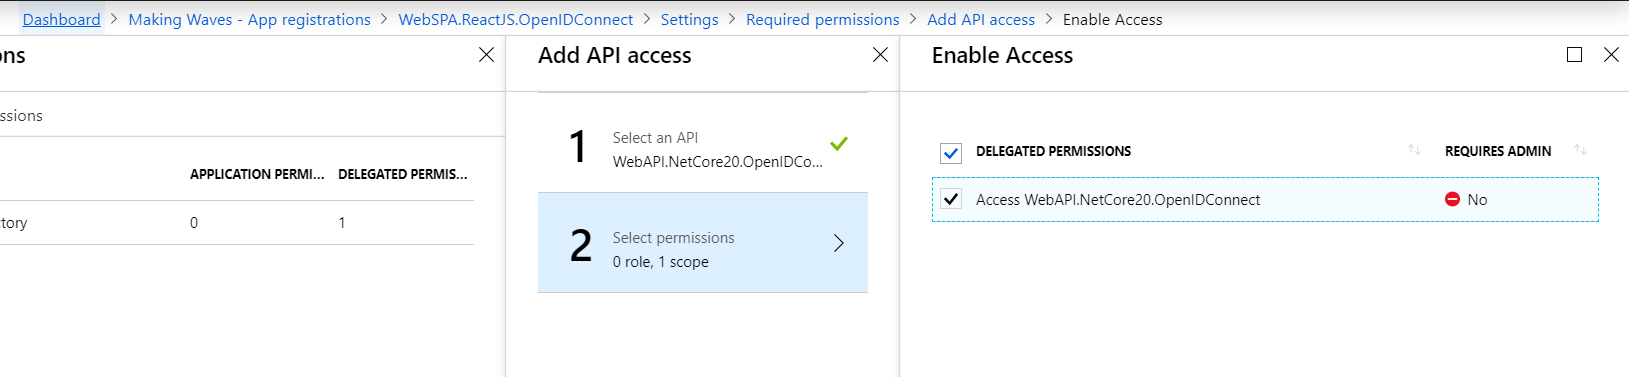 Dashboard > Making Waves - App registrations > WebSPA.ReactJS.OpenIDConnect > Settings > Required permissions > Add API access > Enable Access
ons
ssions
APPLICATION PERMI... DELEGATED PERMIS...
ctory 0 1
Add API access
1 Select an API
WebAPI.NetCore20.OpenIDCo...
2 Select permissions
0 role, 1 scope
Enable Access
DELEGATED PERMISSIONS REQUIRES ADMIN
Access WebAPI.NetCore20.OpenIDConnect No